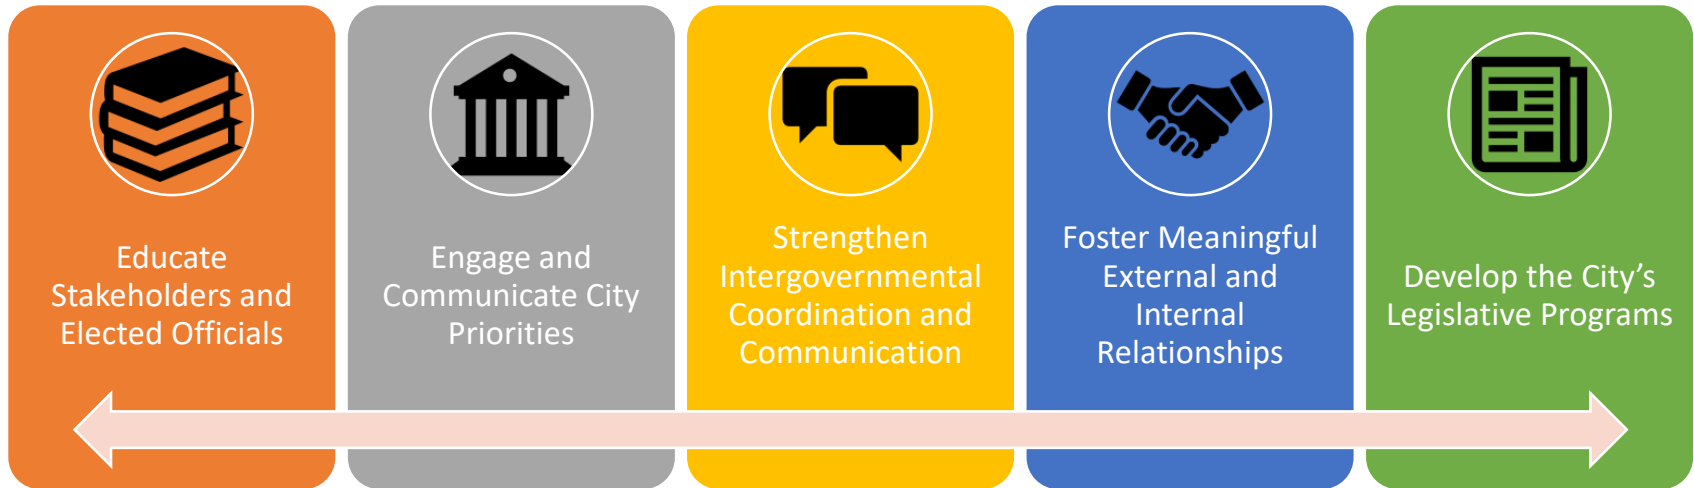 Educate
Stakeholders and
Elected Officials
Engage and
Communicate City
Priorities
Strengthen
Intergovernmental
Coordination and
Communication
Foster Meaningful
External and
Internal
Relationships
Develop the City’s
Legislative Programs